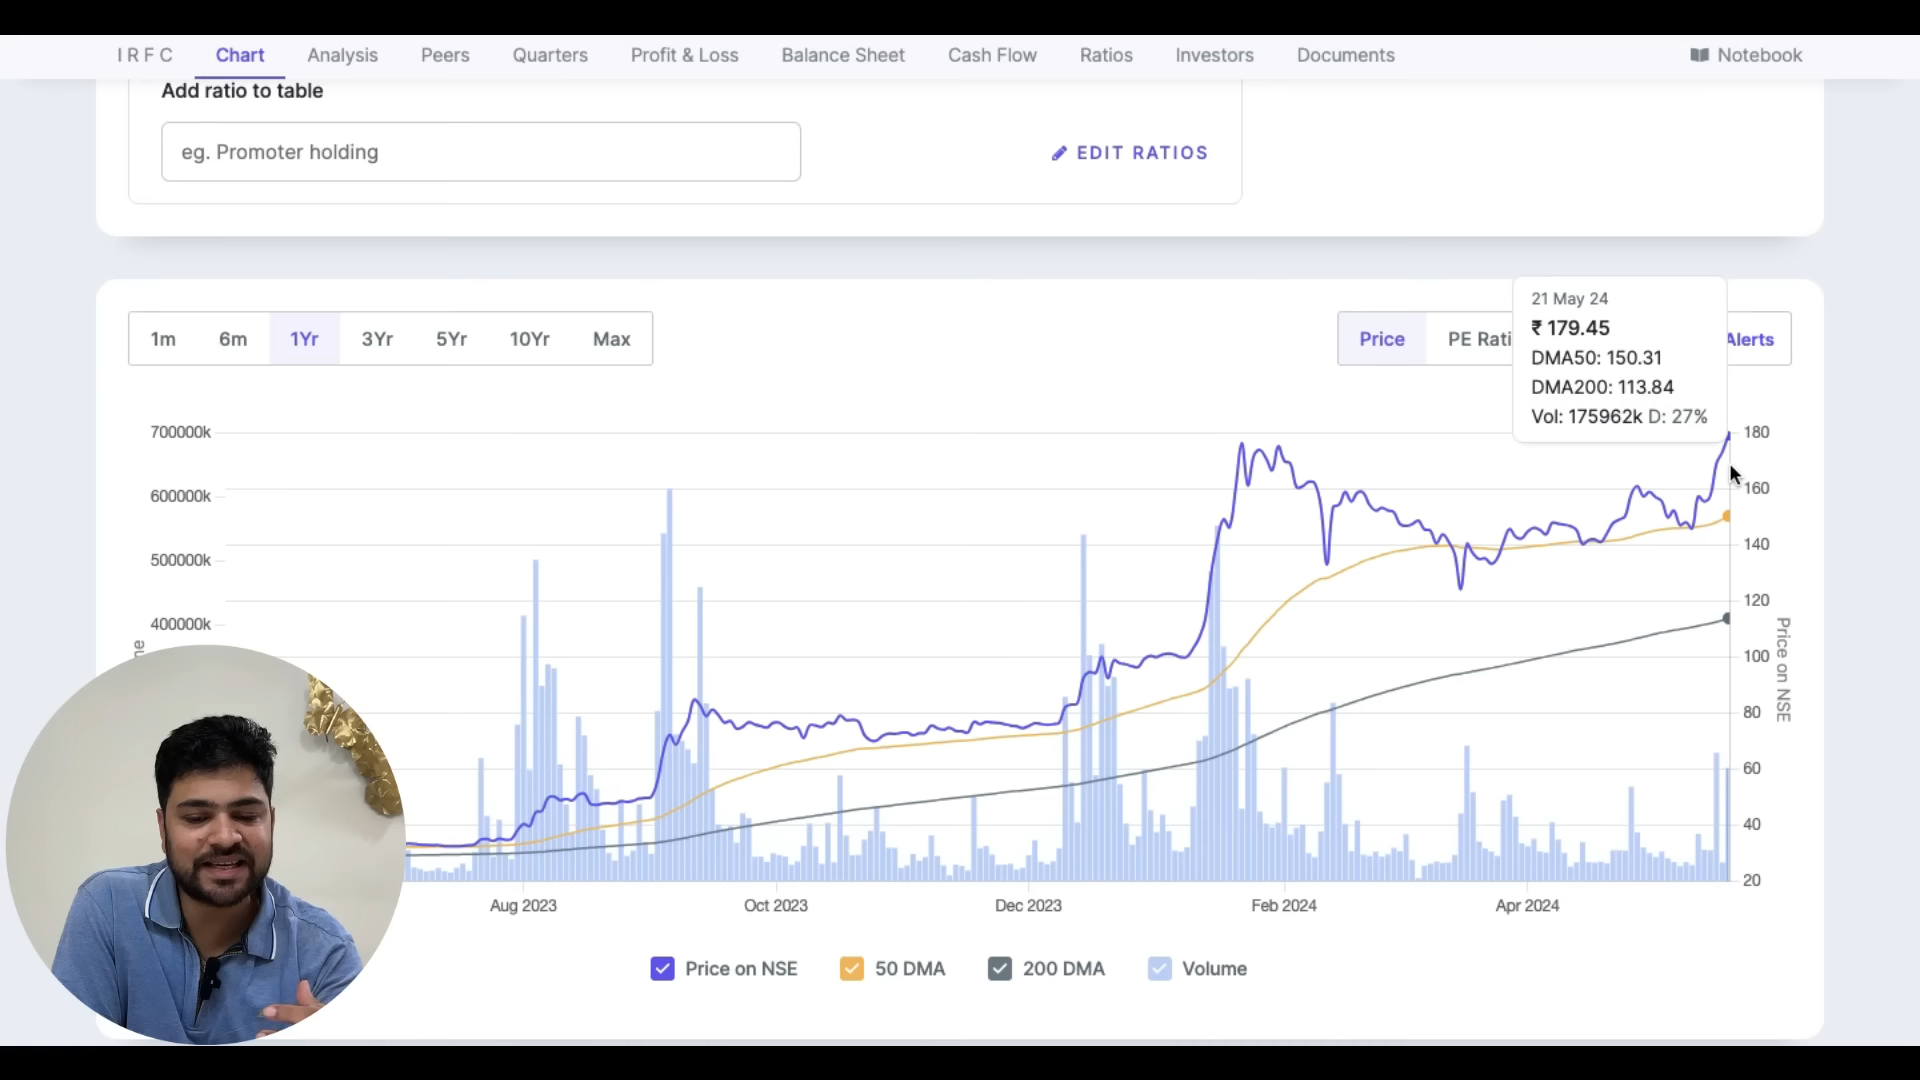 I R F C Chart Analysis Peers Quarters Profit & Loss Balance Sheet Cash Flow Ratios Investors Documents Notebook
Add ratio to table
eg. Promoter holding
EDIT RATIOS
1m 6m 1Yr 3Yr 5Yr 10Yr Max
Price PE Rati Alerts
21 May 24
₹ 179.45
DMA50: 150.31
DMA200: 113.84
Vol: 175962k D: 27%
700000k
600000k
500000k
400000k
180
160
140
120
100
80
60
40
20
Price on NSE
Aug 2023 Oct 2023 Dec 2023 Feb 2024 Apr 2024
Price on NSE 50 DMA 200 DMA Volume